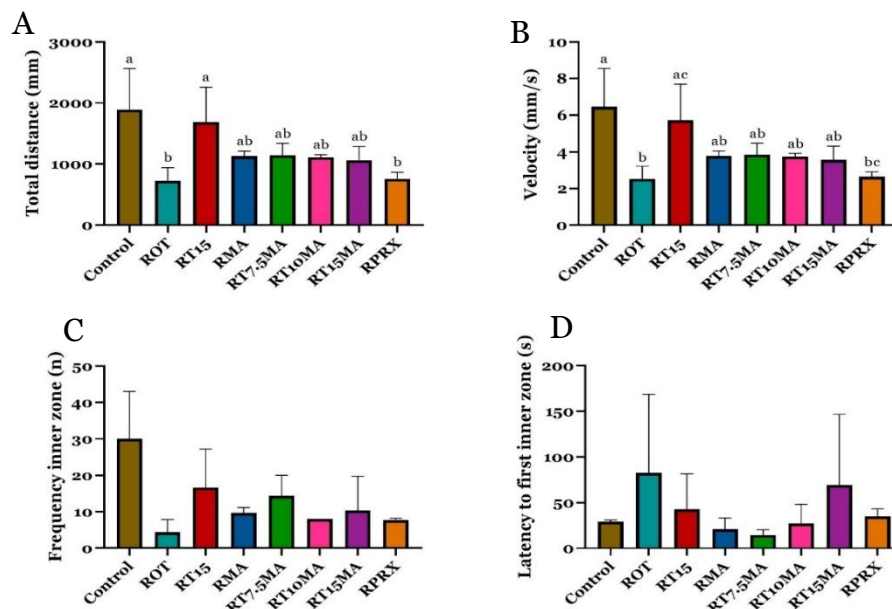 A
Total distance (mm)
3000
2000
1000
0
a
b
a
ab
ab
ab
ab
b
Control
ROT
RT15
RMA
RT7.5MA
RT10MA
RT15MA
RPRX
B
Velocity (mm/s)
10
8
6
4
2
0
a
b
ac
ab
ab
ab
ab
bc
Control
ROT
RT15
RMA
RT7.5MA
RT10MA
RT15MA
RPRX
C
Frequency inner zone (n)
50
40
30
20
10
0
Control
ROT
RT15
RMA
RT7.5MA
RT10MA
RT15MA
RPRX
D
Latency to first inner zone (s)
200
150
100
50
0
Control
ROT
RT15
RMA
RT7.5MA
RT10MA
RT15MA
RPRX